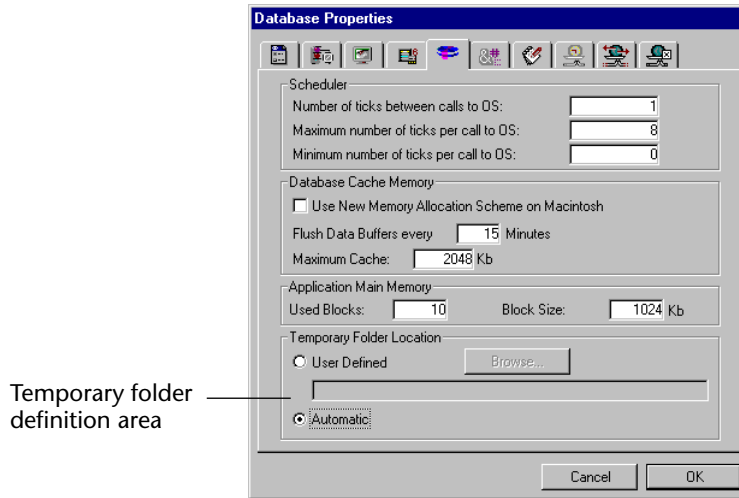 Database Properties
Scheduler
Number of ticks between calls to OS: 1
Maximum number of ticks per call to OS: 8
Minimum number of ticks per call to OS: 0
Database Cache Memory
Use New Memory Allocation Scheme on Macintosh
Flush Data Buffers every 15 Minutes
Maximum Cache: 2048 Kb
Application Main Memory
Used Blocks: 10 Block Size: 1024 Kb
Temporary Folder Location
User Defined Browse...
Temporary folder
definition area
Automatic
Cancel OK